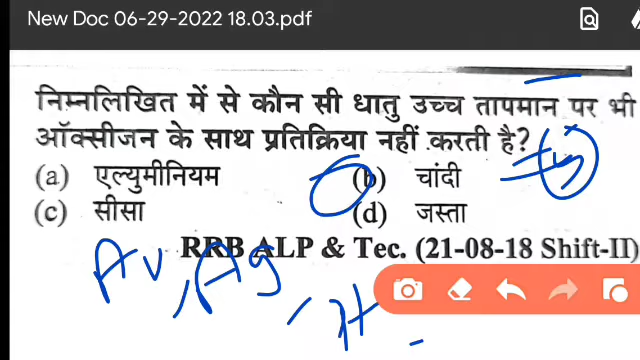 New Doc 06-29-2022 18.03.pdf
निम्नलिखित में से कौन सी धातु उच्च तापमान पर भी
ऑक्सीजन के साथ प्रतिक्रिया नहीं करती है?
(a) एल्युमीनियम (b) चांदी
(c) सीसा (d) जस्ता
RRB ALP & Tec. (21-08-18 Shift-II)
Au, Ag